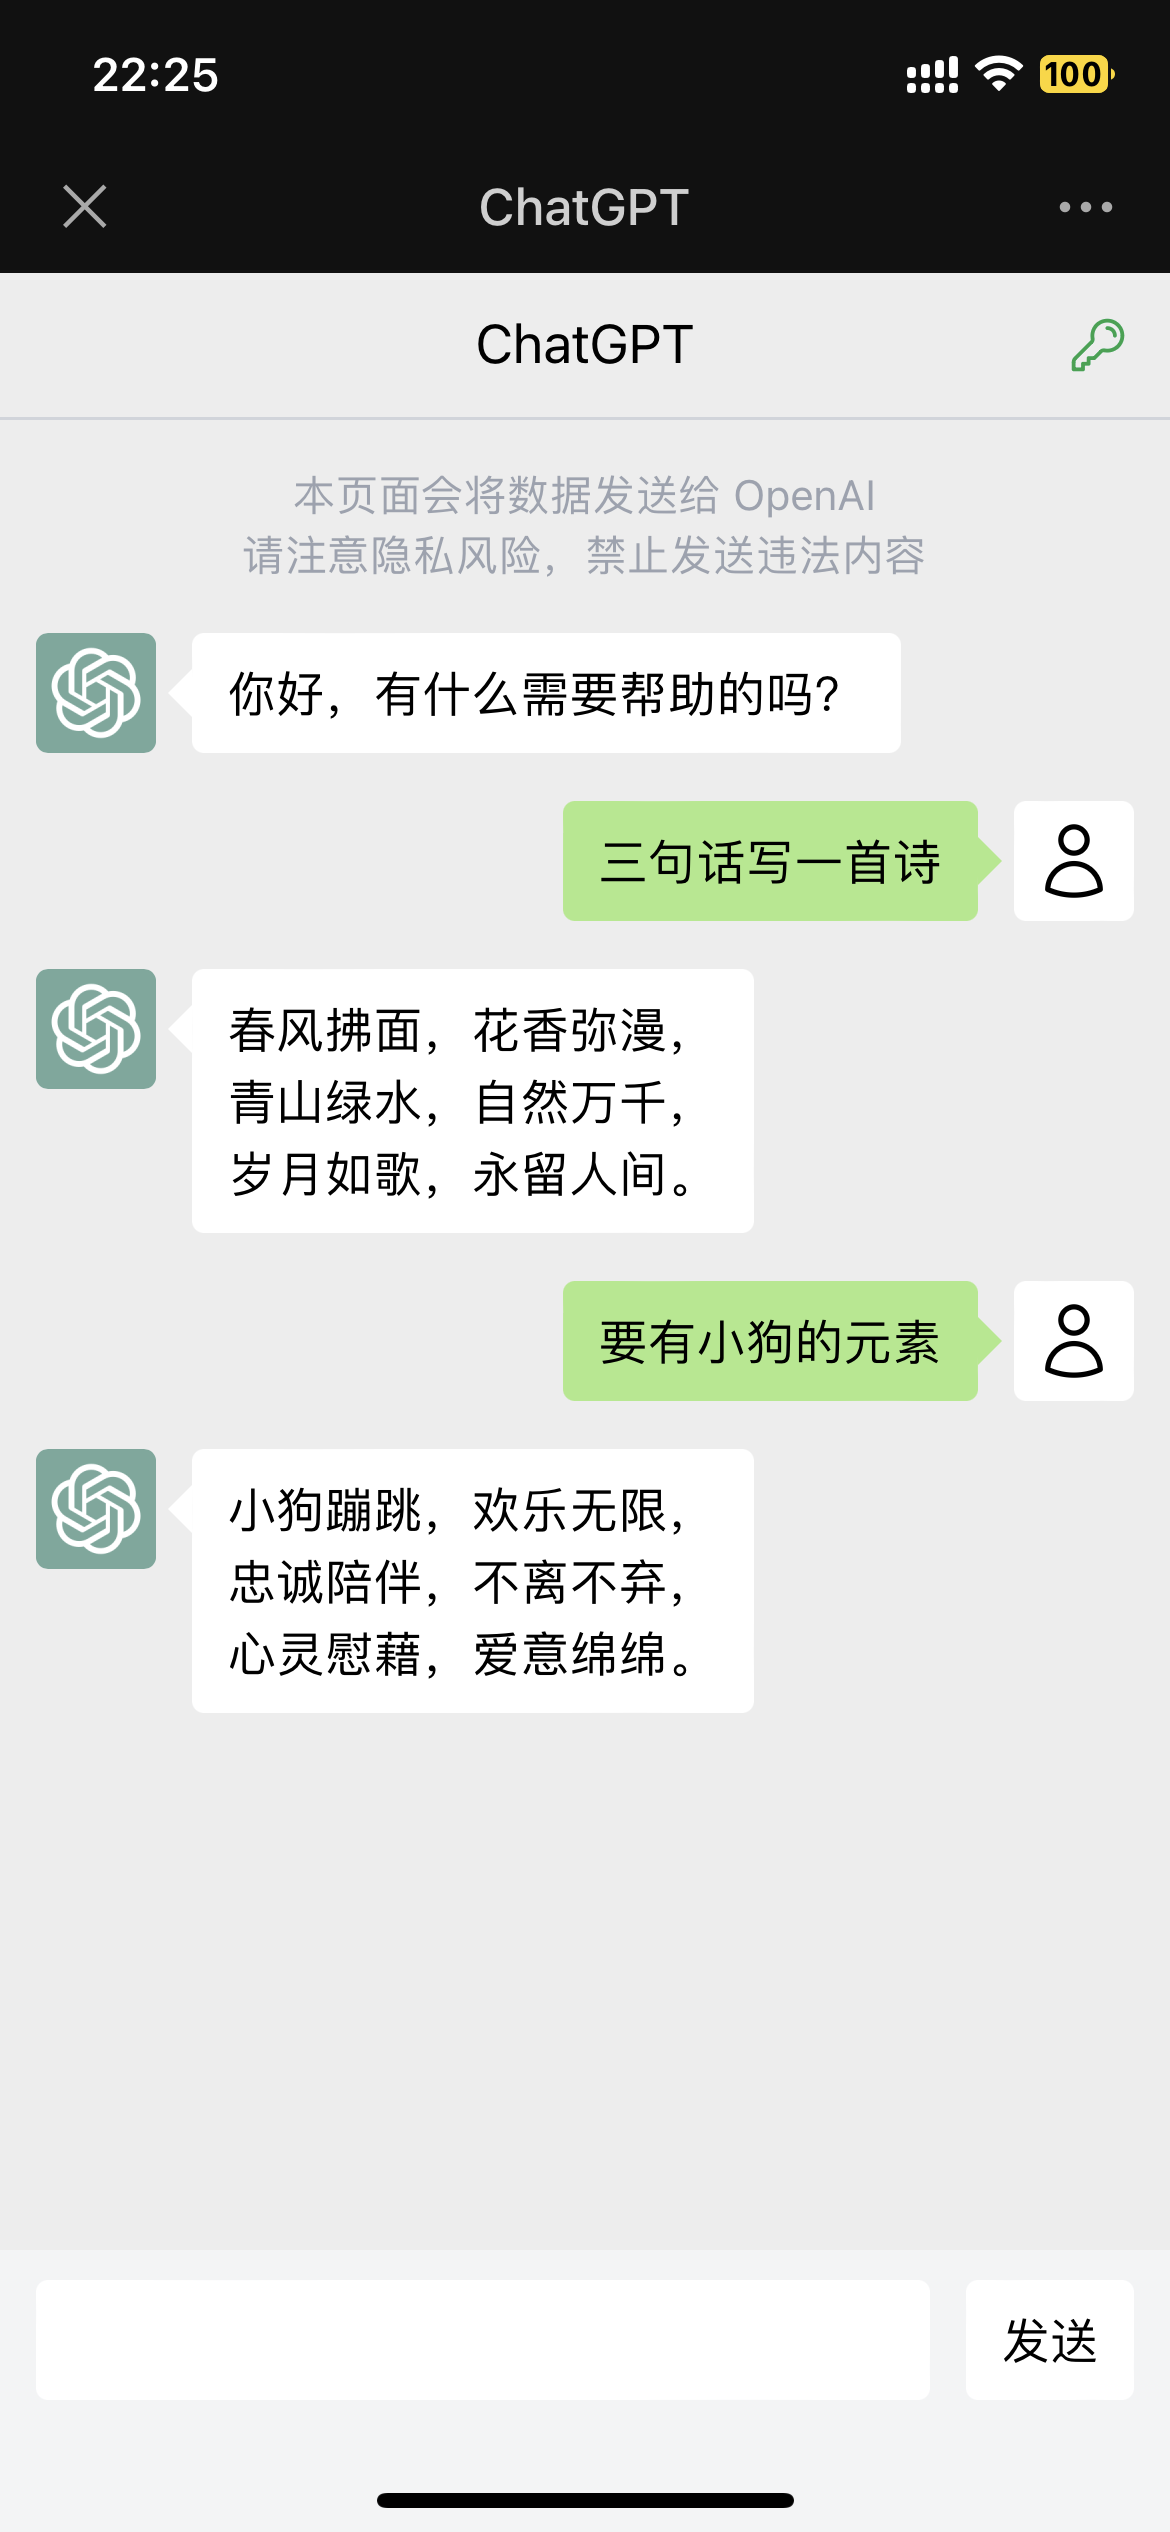 22:25
100
ChatGPT
ChatGPT
本页面会将数据发送给 OpenAI
请注意隐私风险，禁止发送违法内容
你好，有什么需要帮助的吗?
三句话写一首诗
春风拂面，花香弥漫，
青山绿水，自然万千，
岁月如歌，永留人间。
要有小狗的元素
小狗蹦跳，欢乐无限，
忠诚陪伴，不离不弃，
心灵慰藉，爱意绵绵。
发送